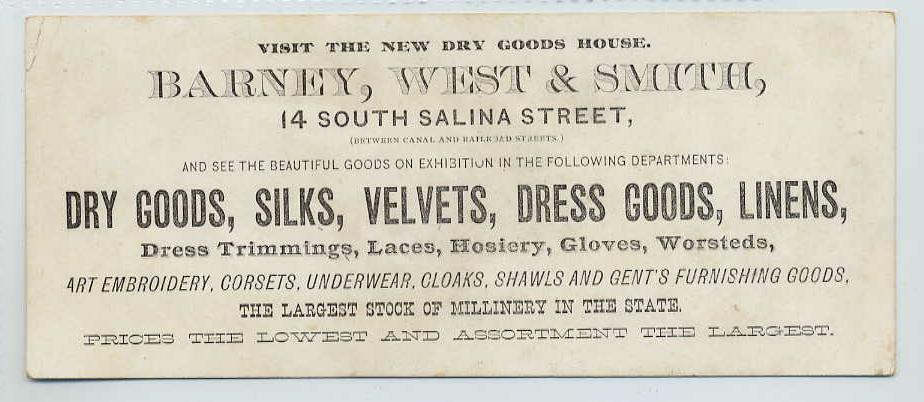 VISIT THE NEW DRY GOODS HOUSE.
BARNEY, WEST & SMITH,
14 SOUTH SALINA STREET,
(BETWEEN CANAL AND RAILROAD STREETS.)
AND SEE THE BEAUTIFUL GOODS ON EXHIBITION IN THE FOLLOWING DEPARTMENTS:
DRY GOODS, SILKS, VELVETS, DRESS GOODS, LINENS,
Dress Trimmings, Laces, Hosiery, Gloves, Worsteds,
ART EMBROIDERY, CORSETS, UNDERWEAR, CLOAKS, SHAWLS AND GENT'S FURNISHING GOODS,
THE LARGEST STOCK OF MILLINERY IN THE STATE.
PRICES THE LOWEST AND ASSORTMENT THE LARGEST.